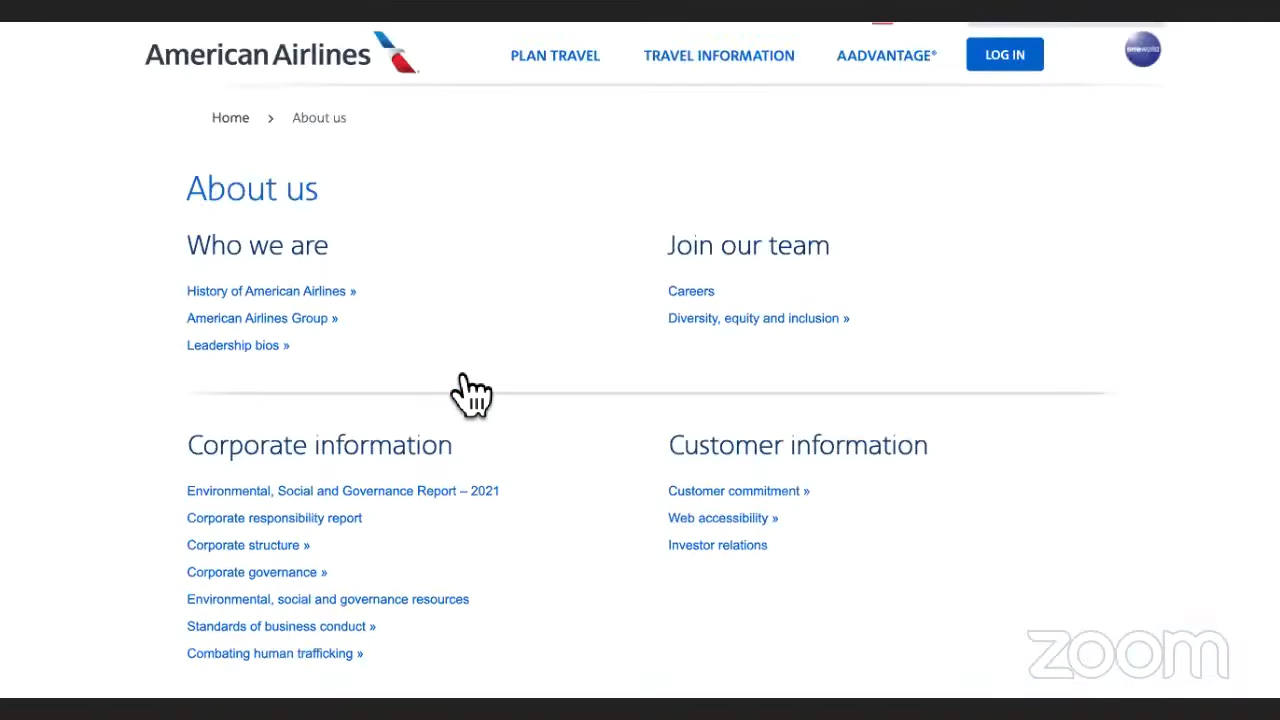 American Airlines
PLAN TRAVEL
TRAVEL INFORMATION
AADVANTAGE®
LOG IN
oneworld
Home > About us
About us
Who we are
History of American Airlines »
American Airlines Group »
Leadership bios »
Join our team
Careers
Diversity, equity and inclusion »
Corporate information
Environmental, Social and Governance Report – 2021
Corporate responsibility report
Corporate structure »
Corporate governance »
Environmental, social and governance resources
Standards of business conduct »
Combating human trafficking »
Customer information
Customer commitment »
Web accessibility »
Investor relations
zoom